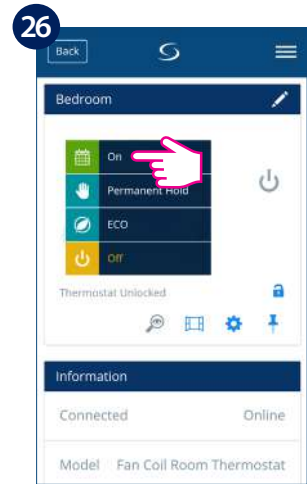 26
Back
Bedroom
On
Permanent Hold
ECO
Off
Thermostat Unlocked
Information
Connected Online
Model Fan Coil Room Thermostat